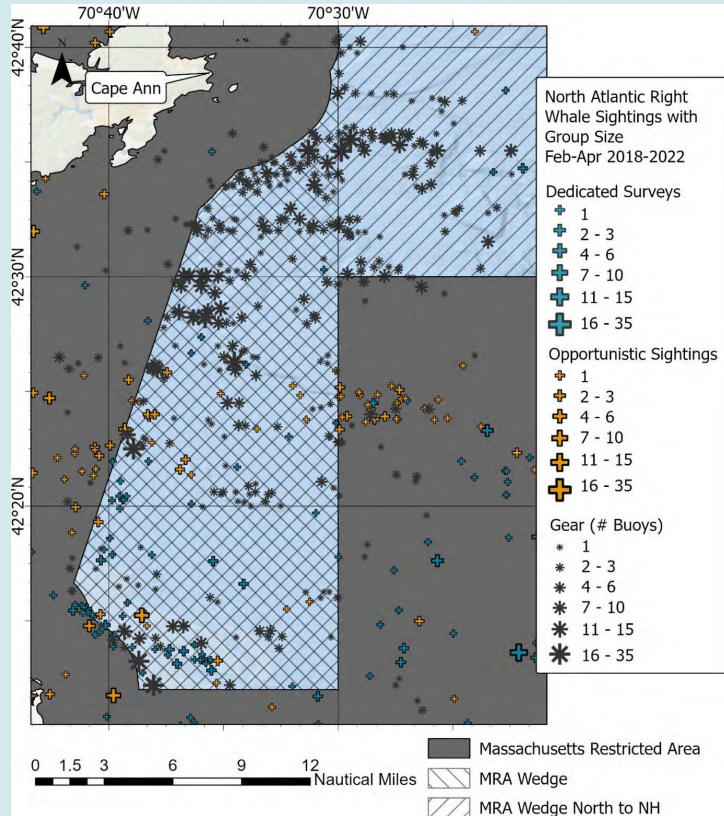 70°40'W
70°30'W
42°40'N
42°30'N
42°20'N
N
Cape Ann
North Atlantic Right
Whale Sightings with
Group Size
Feb-Apr 2018-2022
Dedicated Surveys
1
2 - 3
4 - 6
7 - 10
11 - 15
16 - 35
Opportunistic Sightings
1
2 - 3
4 - 6
7 - 10
11 - 15
16 - 35
Gear (# Buoys)
1
2 - 3
4 - 6
7 - 10
11 - 15
16 - 35
0 1.5 3 6 9 12
Nautical Miles
Massachusetts Restricted Area
MRA Wedge
MRA Wedge North to NH